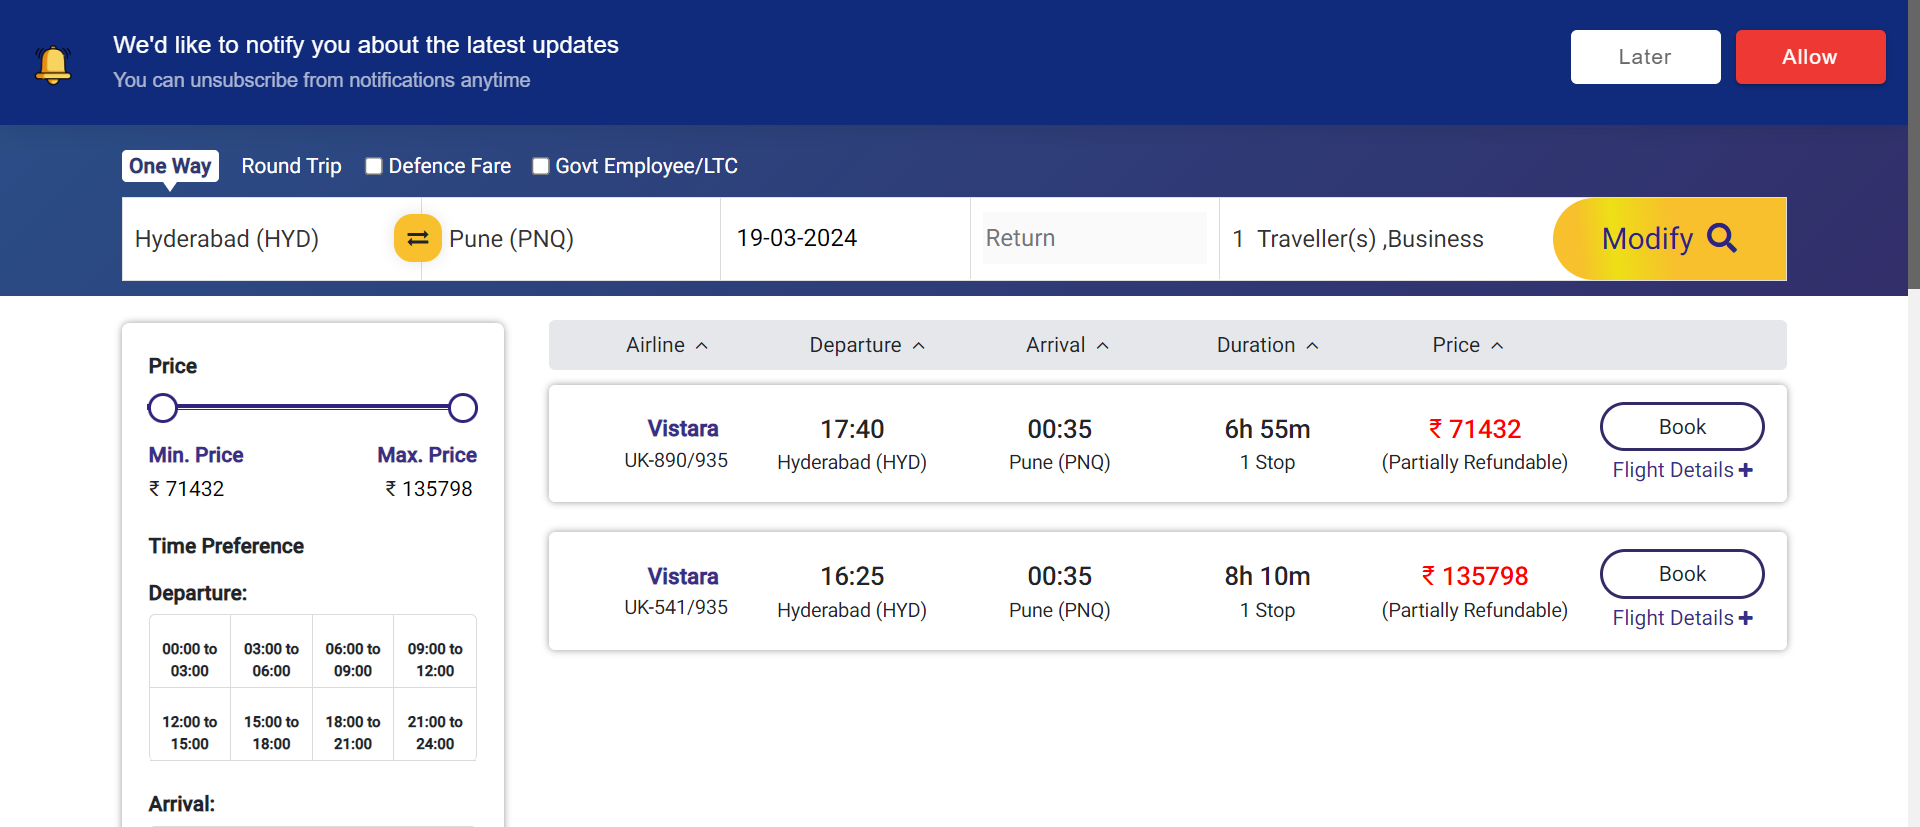 We'd like to notify you about the latest updates
You can unsubscribe from notifications anytime
Later
Allow
One Way Round Trip Defence Fare Govt Employee/LTC
Hyderabad (HYD) Pune (PNQ) 19-03-2024 Return 1 Traveller(s) ,Business Modify
Price
Min. Price Max. Price
₹ 71432 ₹ 135798
Time Preference
Departure:
00:00 to 03:00 to 06:00 to 09:00 to
03:00 06:00 09:00 12:00
12:00 to 15:00 to 18:00 to 21:00 to
15:00 18:00 21:00 24:00
Arrival:
Airline Departure Arrival Duration Price
Vistara 17:40 00:35 6h 55m ₹ 71432 Book
UK-890/935 Hyderabad (HYD) Pune (PNQ) 1 Stop (Partially Refundable) Flight Details +
Vistara 16:25 00:35 8h 10m ₹ 135798 Book
UK-541/935 Hyderabad (HYD) Pune (PNQ) 1 Stop (Partially Refundable) Flight Details +